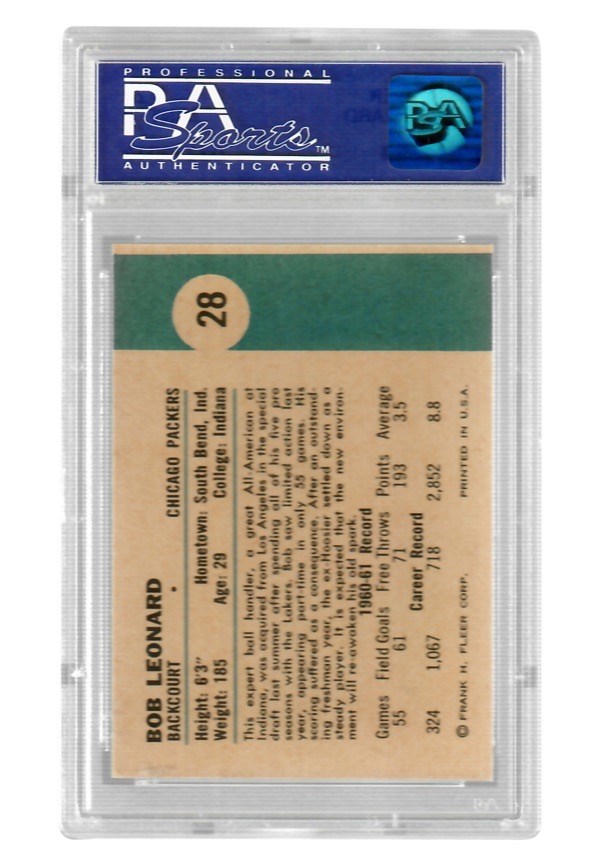 PROFESSIONAL
PSA
Sports™
AUTHENTICATOR
PSA
28
BOB LEONARD
BACKCOURT • CHICAGO PACKERS
Height: 6'3" Hometown: South Bend, Ind.
Weight: 185 Age: 29 College: Indiana
This expert ball handler, a great All-American at
Indiana, was acquired from Los Angeles in the special
draft last summer after spending all of his five pro
seasons with the Lakers. Bob saw limited action last
year, appearing part-time in only 55 games. His
scoring suffered as a consequence. After an outstand-
ing freshman year, the ex-Hoosier settled down as a
steady player. It is expected that the new environ-
ment will re-awaken his old spark.
1960-61 Record
Games Field Goals Free Throws Points Average
55 61 71 193 3.5
Career Record
324 1,067 718 2,852 8.8
© FRANK H. FLEER CORP. PRINTED IN U.S.A.
PSA